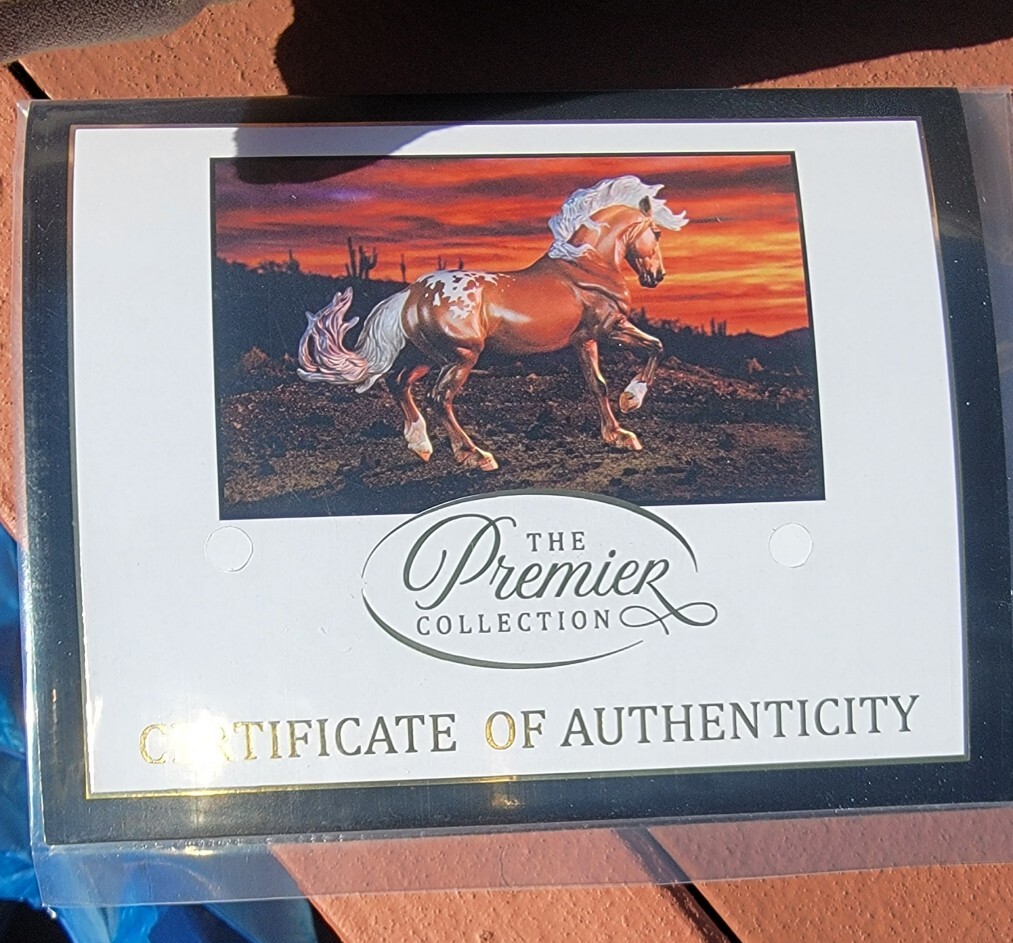 THE
Premier
COLLECTION
CERTIFICATE OF AUTHENTICITY